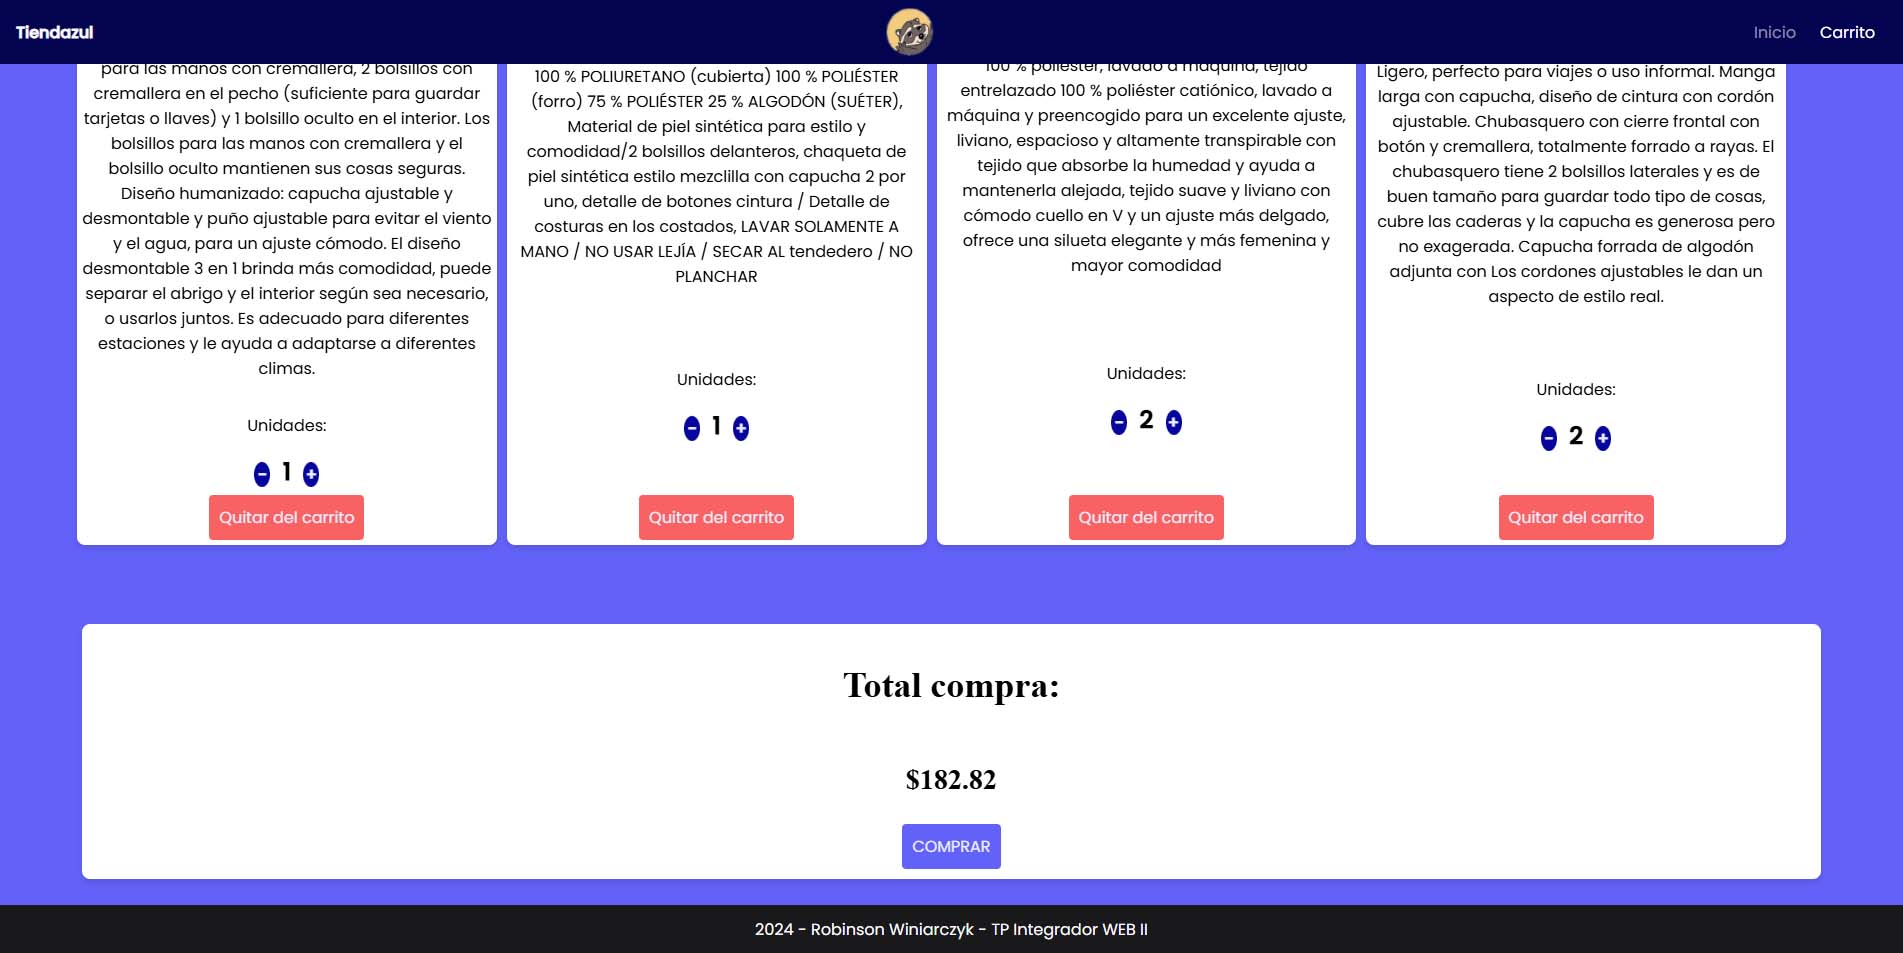 Tiendazul
Inicio
Carrito
para las manos con cremallera, 2 bolsillos con
cremallera en el pecho (suficiente para guardar
tarjetas o llaves) y 1 bolsillo oculto en el interior. Los
bolsillos para las manos con cremallera y el
bolsillo oculto mantienen sus cosas seguras.
Diseño humanizado: capucha ajustable y
desmontable y puño ajustable para evitar el viento
y el agua, para un ajuste cómodo. El diseño
desmontable 3 en 1 brinda más comodidad, puede
separar el abrigo y el interior según sea necesario,
o usarlos juntos. Es adecuado para diferentes
estaciones y le ayuda a adaptarse a diferentes
climas.
Unidades:
- 1 +
Quitar del carrito
100 % POLIURETANO (cubierta) 100 % POLIÉSTER
(forro) 75 % POLIÉSTER 25 % ALGODÓN (SUÉTER),
Material de piel sintética para estilo y
comodidad/2 bolsillos delanteros, chaqueta de
piel sintética estilo mezclilla con capucha 2 por
uno, detalle de botones cintura / Detalle de
costuras en los costados, LAVAR SOLAMENTE A
MANO / NO USAR LEJÍA / SECAR AL tendedero / NO
PLANCHAR
Unidades:
- 1 +
Quitar del carrito
100 % poliéster, lavado a máquina, tejido
entrelazado 100 % poliéster catiónico, lavado a
máquina y preencogido para un excelente ajuste,
liviano, espacioso y altamente transpirable con
tejido que absorbe la humedad y ayuda a
mantenerla alejada, tejido suave y liviano con
cómodo cuello en V y un ajuste más delgado,
ofrece una silueta elegante y más femenina y
mayor comodidad
Unidades:
- 2 +
Quitar del carrito
Ligero, perfecto para viajes o uso informal. Manga
larga con capucha, diseño de cintura con cordón
ajustable. Chubasquero con cierre frontal con
botón y cremallera, totalmente forrado a rayas. El
chubasquero tiene 2 bolsillos laterales y es de
buen tamaño para guardar todo tipo de cosas,
cubre las caderas y la capucha es generosa pero
no exagerada. Capucha forrada de algodón
adjunta con Los cordones ajustables le dan un
aspecto de estilo real.
Unidades:
- 2 +
Quitar del carrito
Total compra:
$182.82
COMPRAR
2024 - Robinson Winiarczyk - TP Integrador WEB II